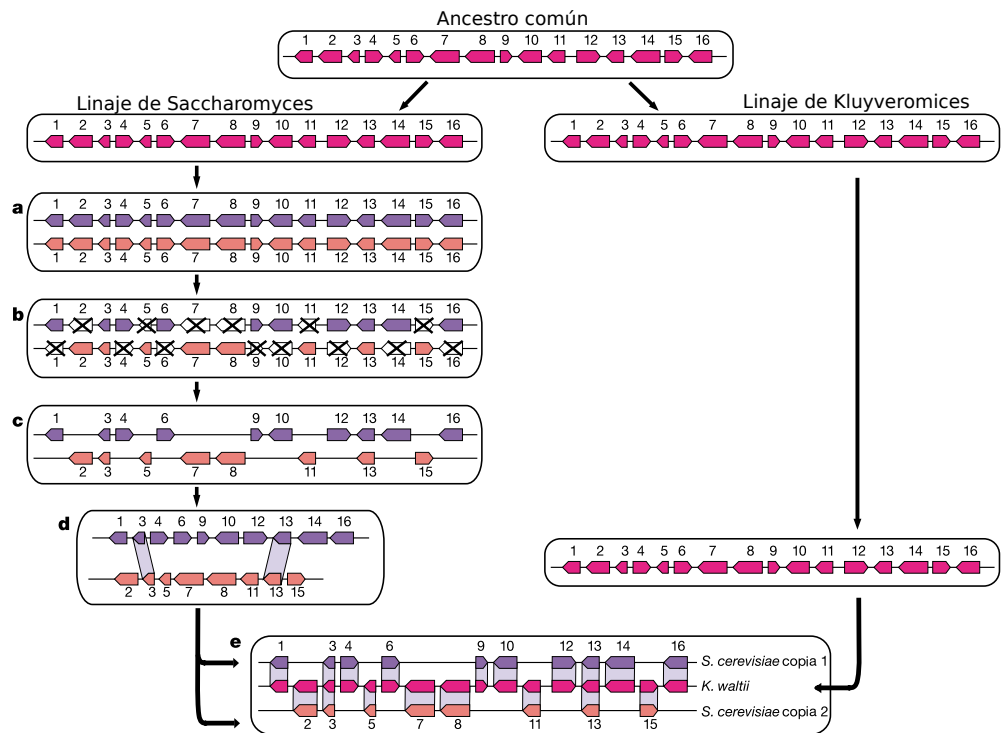 Ancestro común
1 2 3 4 5 6 7 8 9 10 11 12 13 14 15 16
Linaje de Saccharomyces
1 2 3 4 5 6 7 8 9 10 11 12 13 14 15 16
Linaje de Kluyveromices
1 2 3 4 5 6 7 8 9 10 11 12 13 14 15 16
a
1 2 3 4 5 6 7 8 9 10 11 12 13 14 15 16
1 2 3 4 5 6 7 8 9 10 11 12 13 14 15 16
b
1 2 3 4 5 6 7 8 9 10 11 12 13 14 15 16
1 2 3 4 5 6 7 8 9 10 11 12 13 14 15 16
c
1 3 4 6 9 10 12 13 14 16
2 3 5 7 8 11 13 15
d
1 3 4 6 9 10 12 13 14 16
2 3 5 7 8 11 13 15
1 2 3 4 5 6 7 8 9 10 11 12 13 14 15 16
e
1 3 4 6 9 10 12 13 14 16
S. cerevisiae copia 1
K. waltii
S. cerevisiae copia 2
2 3 5 7 8 11 13 15